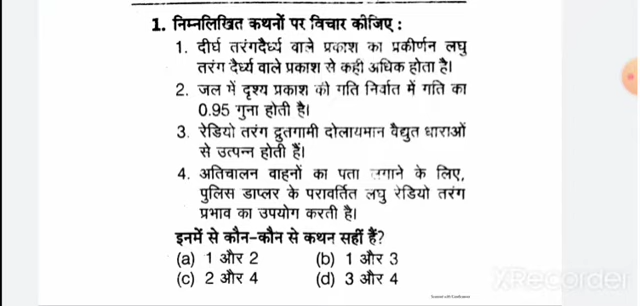 1. निम्नलिखित कथनों पर विचार कीजिए :
1. दीर्घ तरंगदैर्ध्य वाले प्रकाश का प्रकीर्णन लघु
तरंग दैर्ध्य वाले प्रकाश से कही अधिक होता है।
2. जल में दृश्य प्रकाश की गति निर्वात में गति का
0.95 गुना होती है।
3. रेडियो तरंग द्रुतगामी दोलायमान वैद्युत धाराओं
से उत्पन्न होती हैं।
4. अतिचालन वाहनों का पता लगाने के लिए,
पुलिस डाप्लर के परावर्तित लघु रेडियो तरंग
प्रभाव का उपयोग करती है।
इनमें से कौन-कौन से कथन सहीं हैं?
(a) 1 और 2 (b) 1 और 3
(c) 2 और 4 (d) 3 और 4
XRecorder
Scanned with CamScanner